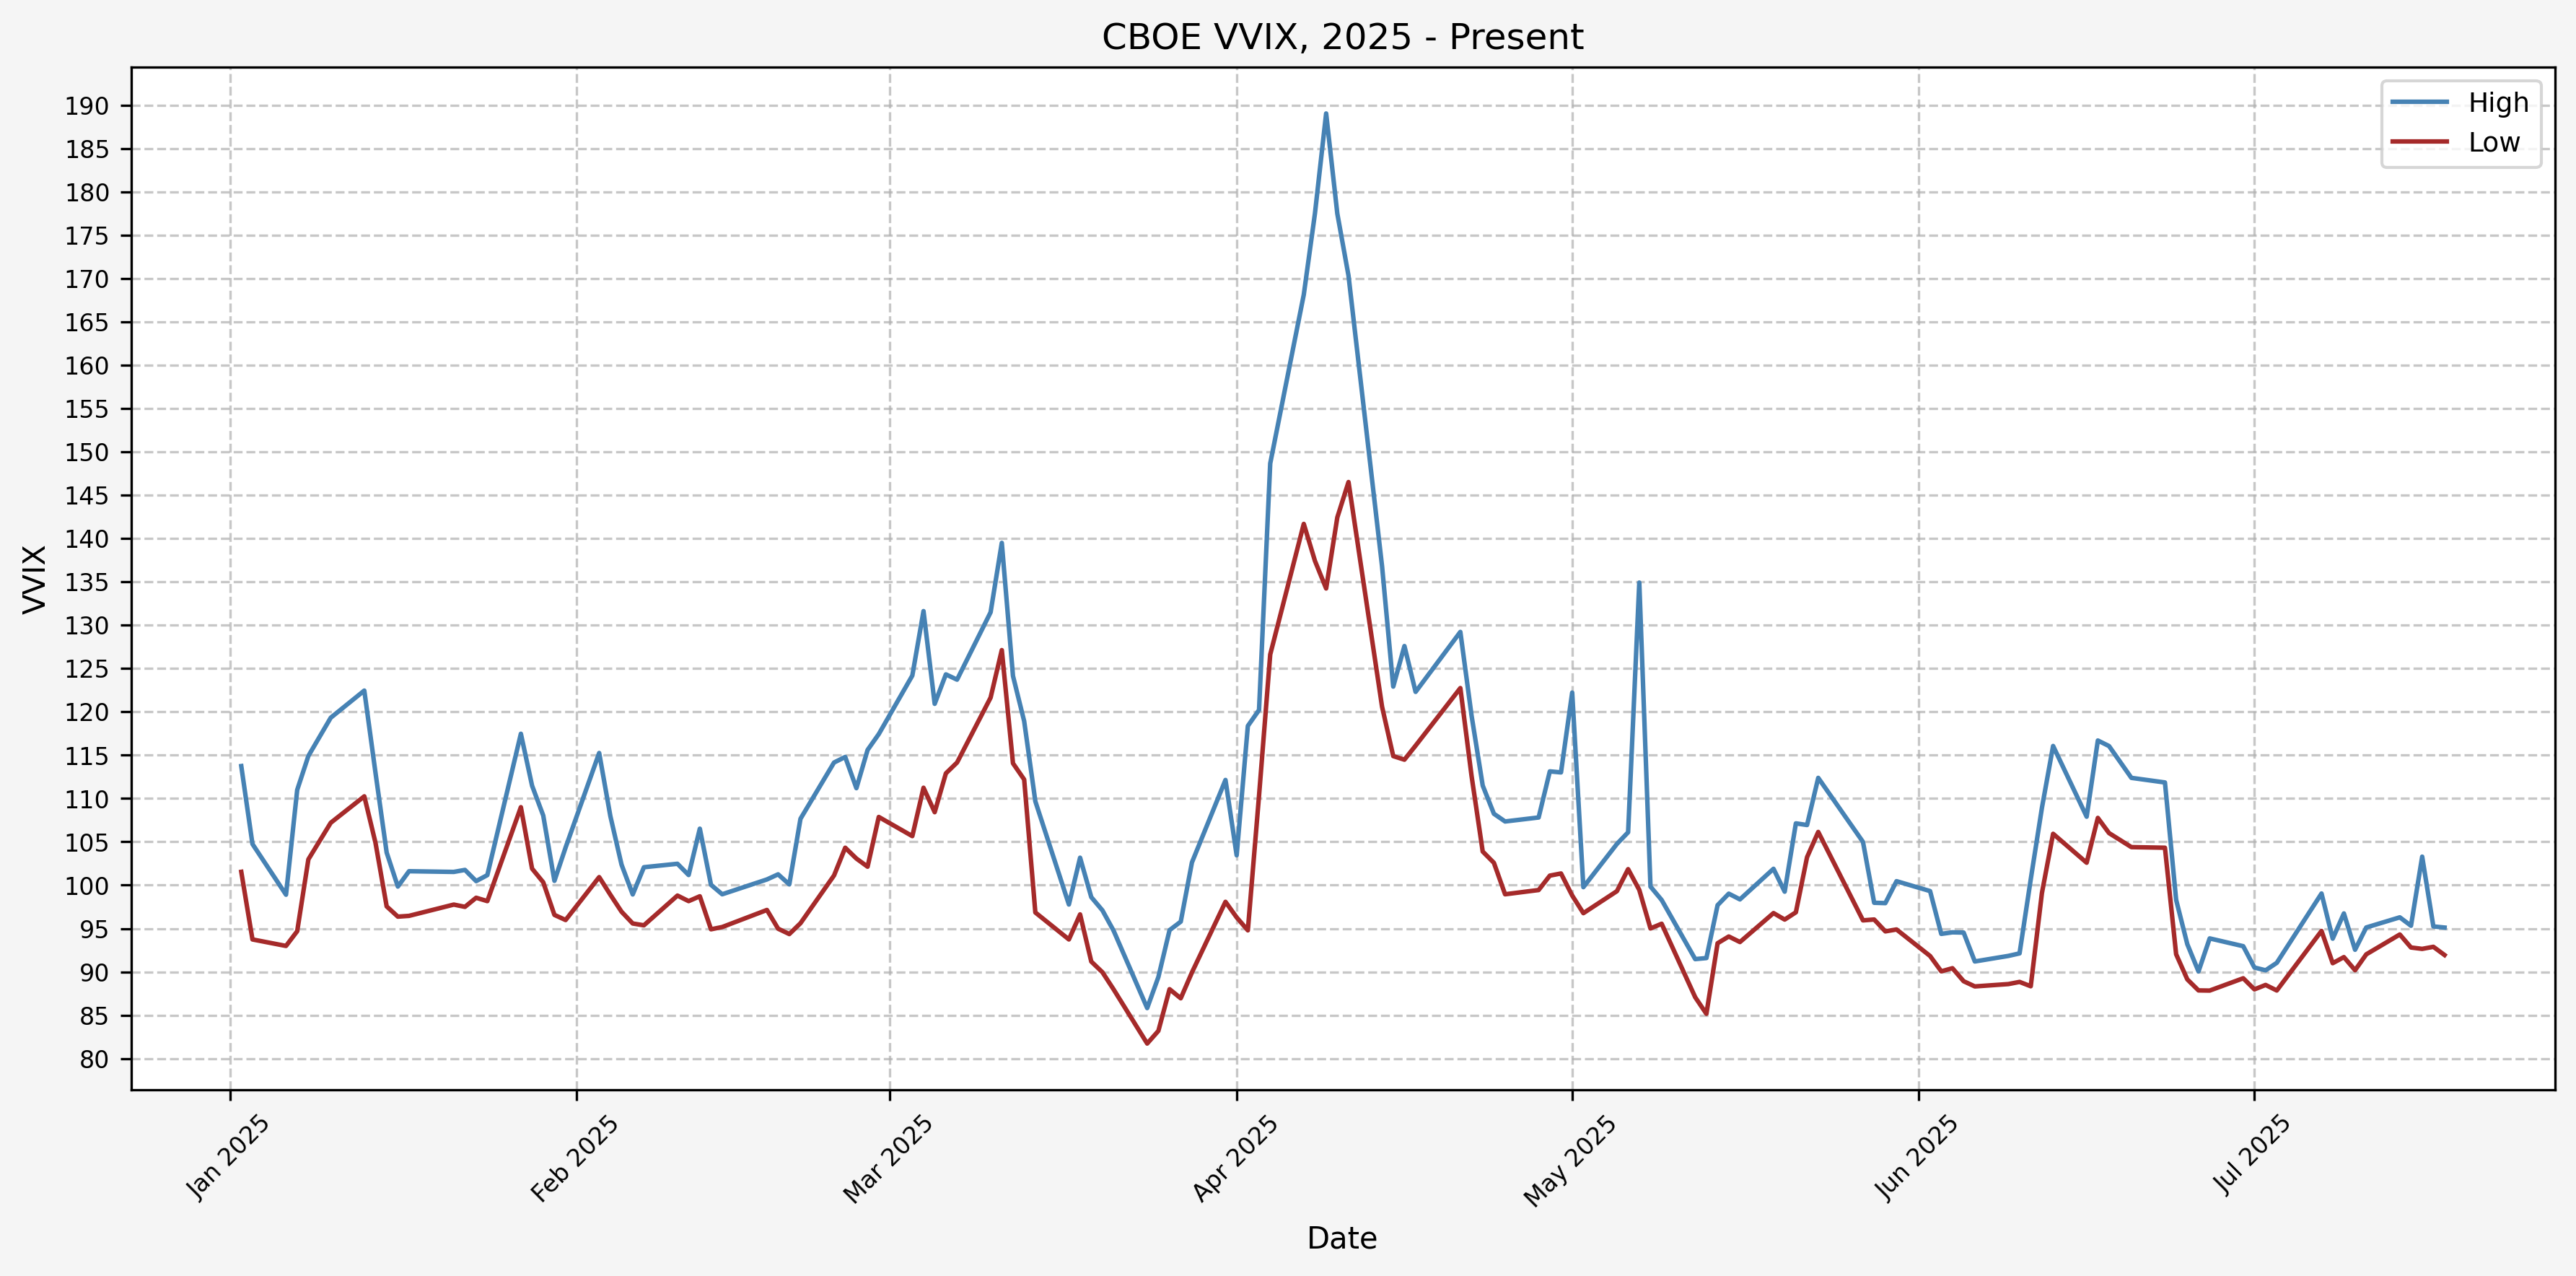 CBOE VVIX, 2025 - Present
High
Low
190
185
180
175
170
165
160
155
150
145
140
135
130
125
120
115
110
105
100
95
90
85
80
VVIX
Jan 2025
Feb 2025
Mar 2025
Apr 2025
May 2025
Jun 2025
Jul 2025
Date